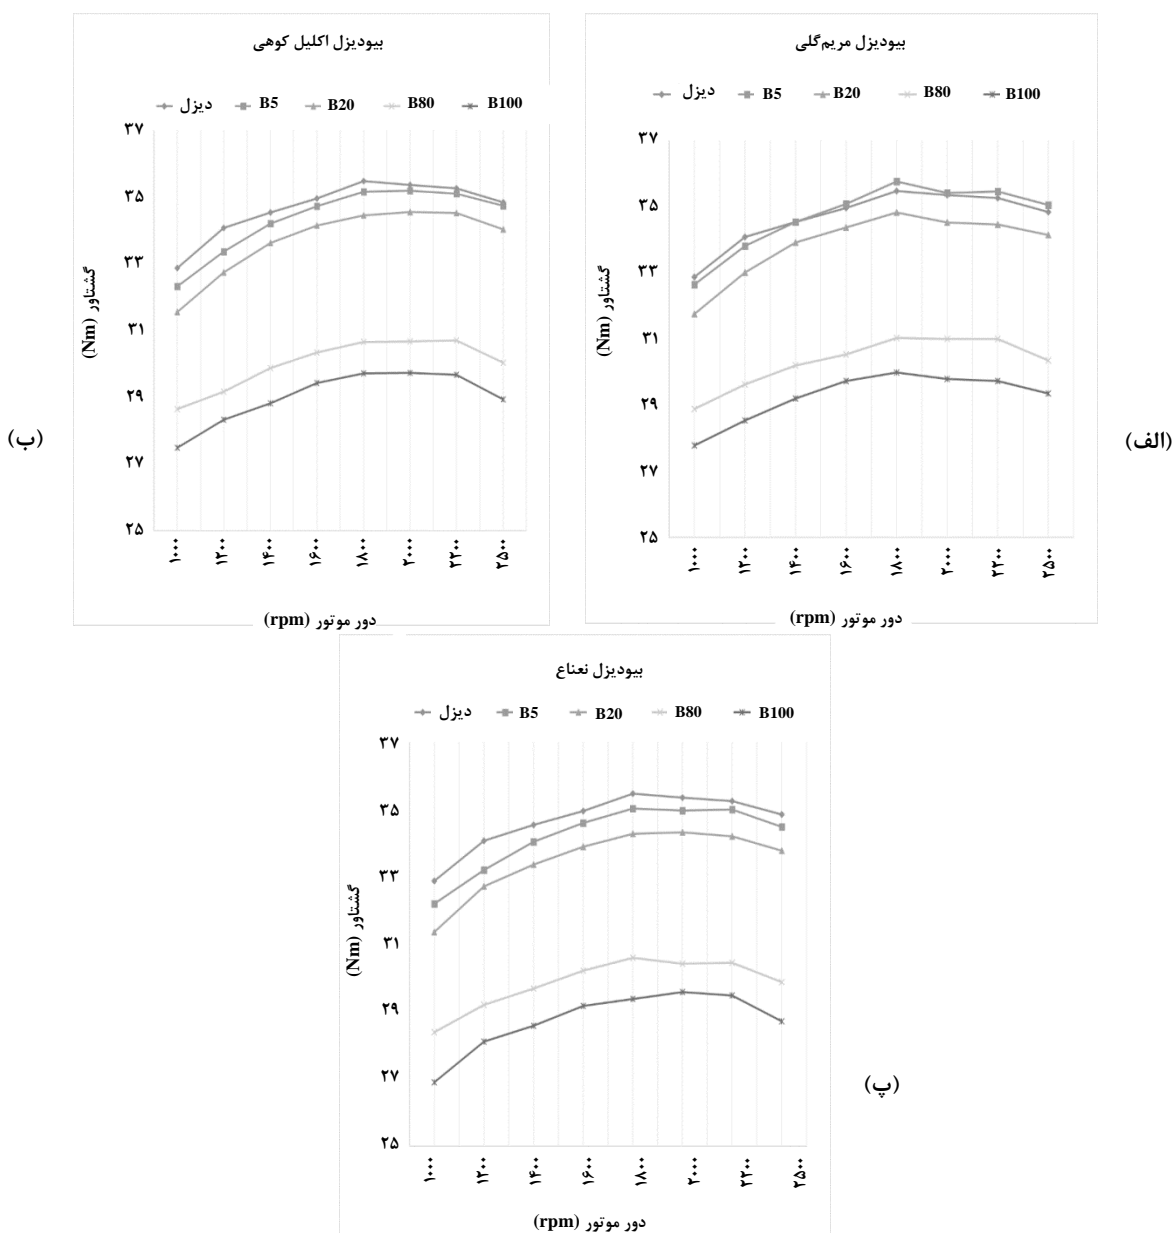 بیودیزل مریم‌گلی
دیزل B5 B20 B80 B100
۳۷
۳۵
۳۳
۳۱
۲۹
۲۷
۲۵
گشتاور (Nm)
۱۰۰۰ ۱۲۰۰ ۱۴۰۰ ۱۶۰۰ ۱۸۰۰ ۲۰۰۰ ۲۲۰۰ ۲۵۰۰
دور موتور (rpm)
(الف)
بیودیزل اکلیل کوهی
دیزل B5 B20 B80 B100
۳۷
۳۵
۳۳
۳۱
۲۹
۲۷
۲۵
گشتاور (Nm)
۱۰۰۰ ۱۲۰۰ ۱۴۰۰ ۱۶۰۰ ۱۸۰۰ ۲۰۰۰ ۲۲۰۰ ۲۵۰۰
دور موتور (rpm)
(ب)
بیودیزل نعناع
دیزل B5 B20 B80 B100
۳۷
۳۵
۳۳
۳۱
۲۹
۲۷
۲۵
گشتاور (Nm)
۱۰۰۰ ۱۲۰۰ ۱۴۰۰ ۱۶۰۰ ۱۸۰۰ ۲۰۰۰ ۲۲۰۰ ۲۵۰۰
دور موتور (rpm)
(پ)